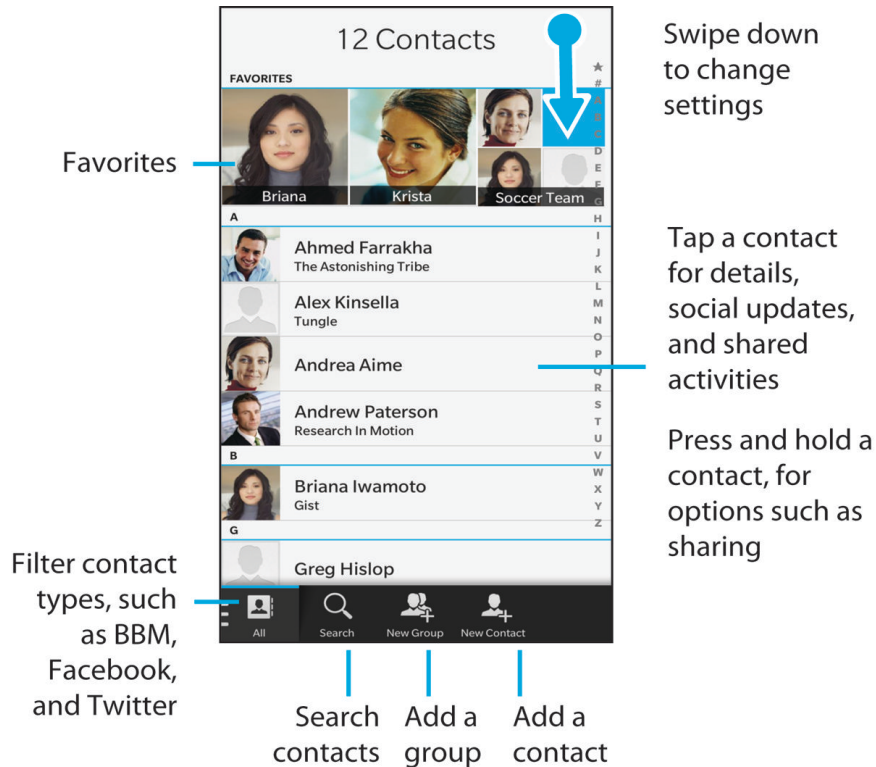 12 Contacts
FAVORITES
Briana
Krista
Soccer Team
A
Ahmed Farrakha
The Astonishing Tribe
Alex Kinsella
Tungle
Andrea Aime
Andrew Paterson
Research In Motion
B
Briana Iwamoto
Gist
G
Greg Hislop
All
Search
New Group
New Contact
#
A
B
C
D
E
F
G
H
I
J
K
L
M
N
O
P
Q
R
S
T
U
V
W
X
Y
Z
Favorites
Filter contact
types, such
as BBM,
Facebook,
and Twitter
Search
contacts
Add a
group
Add a
contact
Swipe down
to change
settings
Tap a contact
for details,
social updates,
and shared
activities
Press and hold a
contact, for
options such as
sharing